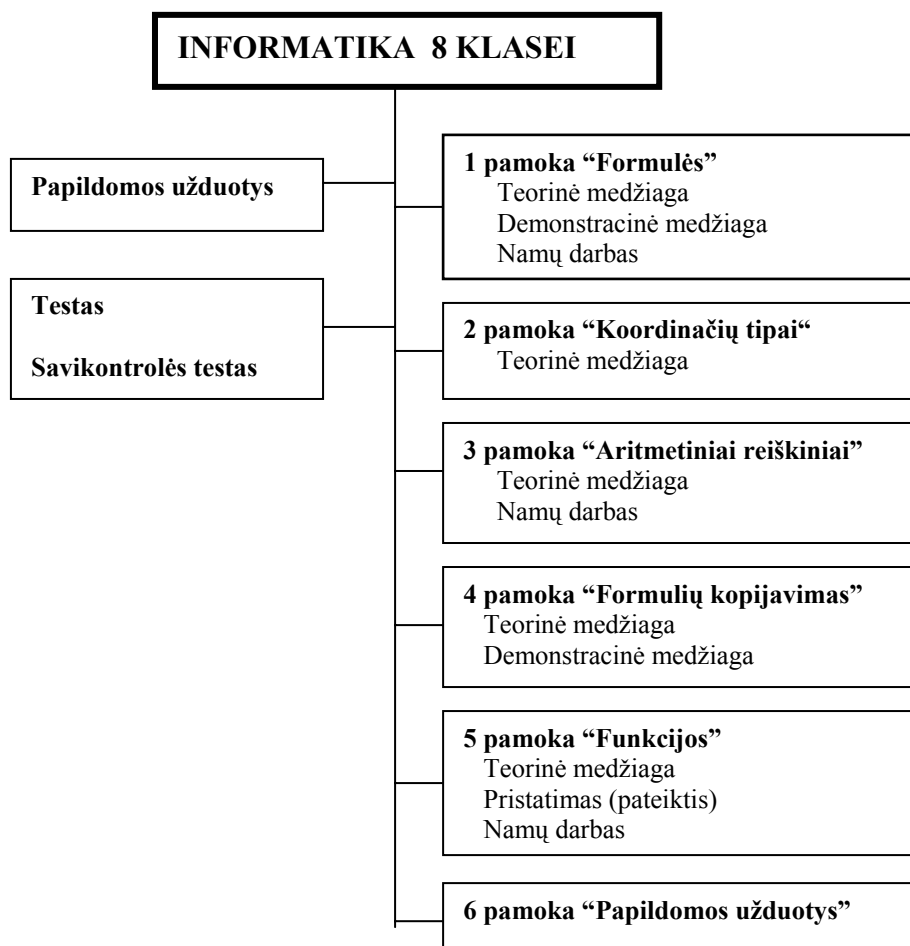 INFORMATIKA 8 KLASEI
Papildomos užduotys
Testas
Savikontrolės testas
1 pamoka “Formulės”
Teorinė medžiaga
Demonstracinė medžiaga
Namų darbas
2 pamoka “Koordinačių tipai“
Teorinė medžiaga
3 pamoka “Aritmetiniai reiškiniai”
Teorinė medžiaga
Namų darbas
4 pamoka “Formulių kopijavimas”
Teorinė medžiaga
Demonstracinė medžiaga
5 pamoka “Funkcijos”
Teorinė medžiaga
Pristatimas (pateiktis)
Namų darbas
6 pamoka “Papildomos užduotys”